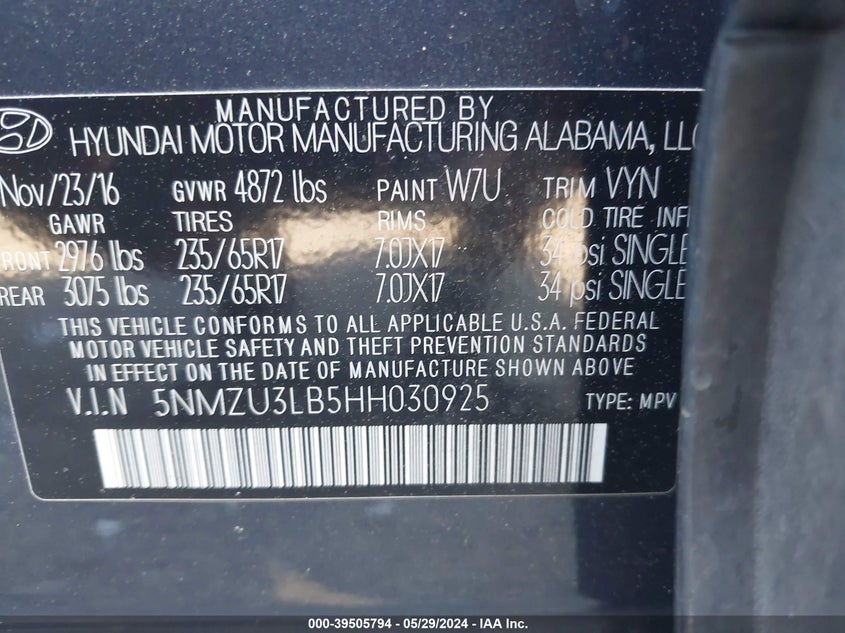 MANUFACTURED BY
HYUNDAI MOTOR MANUFACTURING ALABAMA, LLC
Nov/23/16 GVWR 4872 lbs PAINT W7U TRIM VYN
GAWR TIRES RIMS COLD TIRE INF
FRONT 2976 lbs 235/65R17 7.0JX17 34 psi SINGLE
REAR 3075 lbs 235/65R17 7.0JX17 34 psi SINGLE
THIS VEHICLE CONFORMS TO ALL APPLICABLE U.S.A. FEDERAL
MOTOR VEHICLE SAFETY AND THEFT PREVENTION STANDARDS
IN EFFECT ON THE DATE OF MANUFACTURE SHOWN ABOVE
V.I.N 5NMZU3LB5HH030925 TYPE: MPV
000-39505794 - 05/29/2024 - IAA Inc.